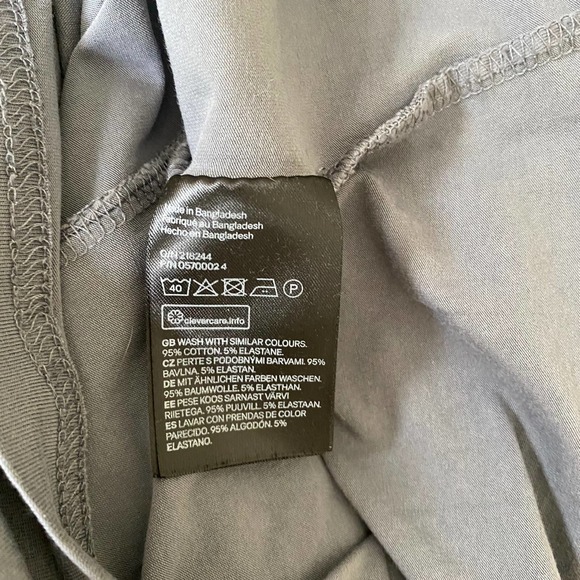 Made in Bangladesh
Fabriqué au Bangladesh
Hecho en Bangladesh
O/N 218244
P/N 0570002 4
40 P
clevercare.info
GB WASH WITH SIMILAR COLOURS.
95% COTTON. 5% ELASTANE.
CZ PERTE S PODOBNÝMI BARVAMI. 95%
BAVLNA. 5% ELASTAN.
DE MIT ÄHNLICHEN FARBEN WASCHEN.
95% BAUMWOLLE. 5% ELASTHAN.
EE PESE KOOS SARNAST VÄRVI
RIIETEGA. 95% PUUVILL. 5% ELASTAAN.
ES LAVAR CON PRENDAS DE COLOR
PARECIDO. 95% ALGODÓN. 5%
ELASTANO.